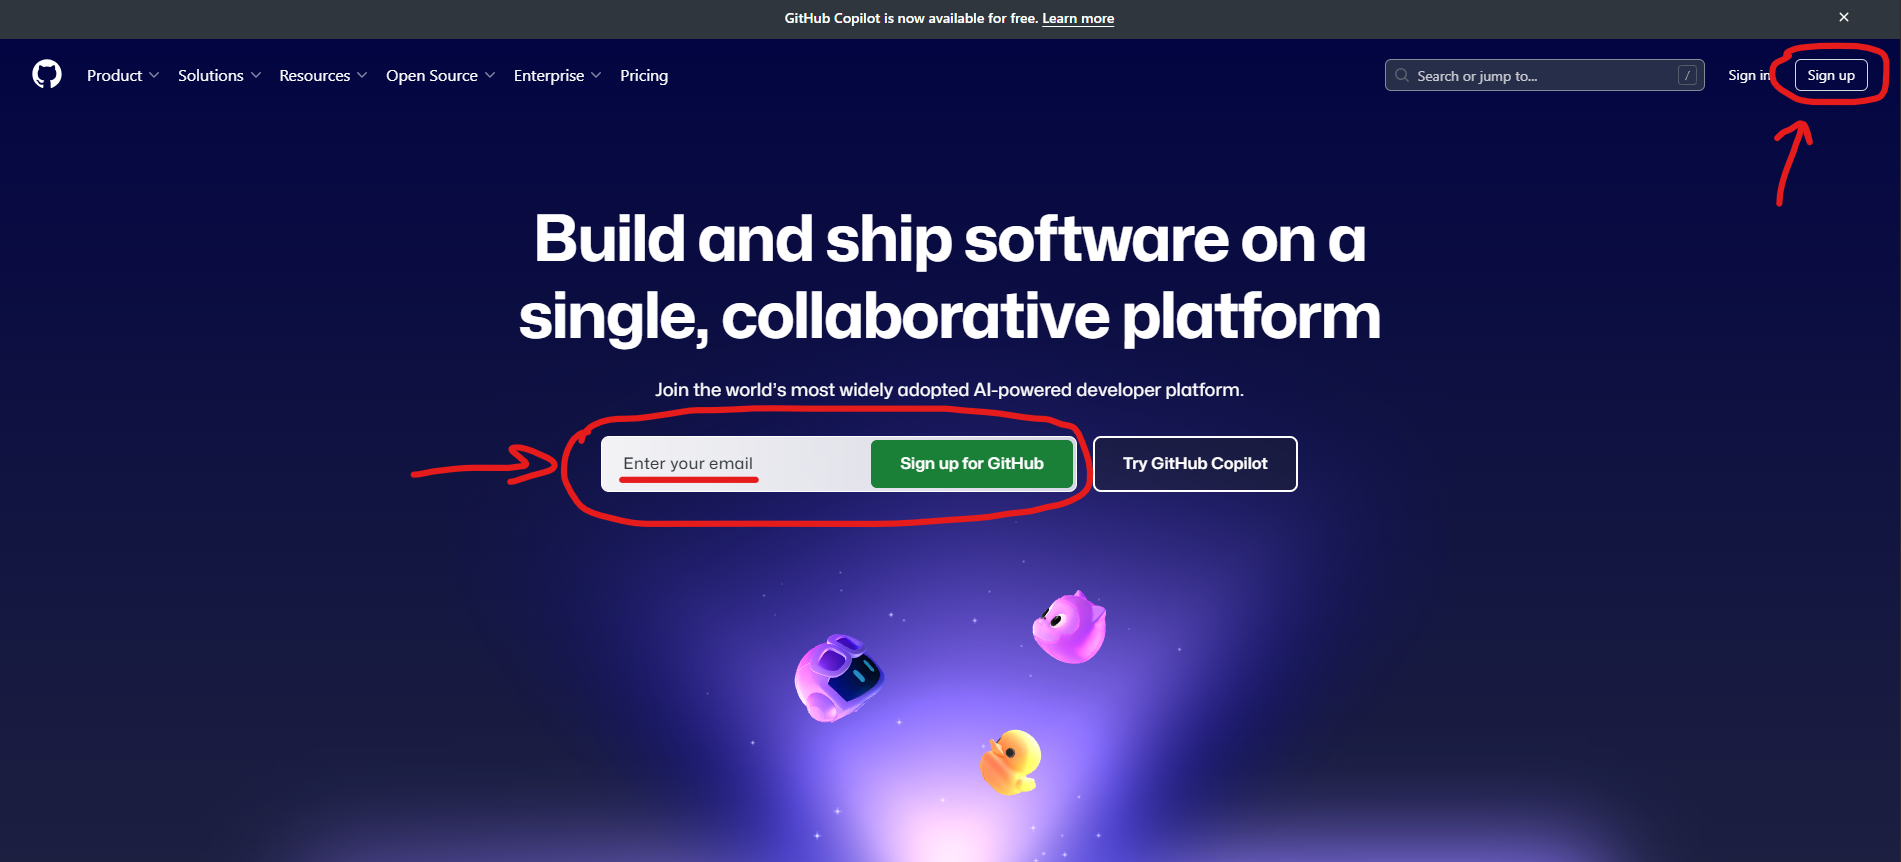 GitHub Copilot is now available for free. Learn more
Product Solutions Resources Open Source Enterprise Pricing Search or jump to... / Sign in Sign up
Build and ship software on a
single, collaborative platform
Join the world's most widely adopted AI-powered developer platform.
Enter your email Sign up for GitHub Try GitHub Copilot